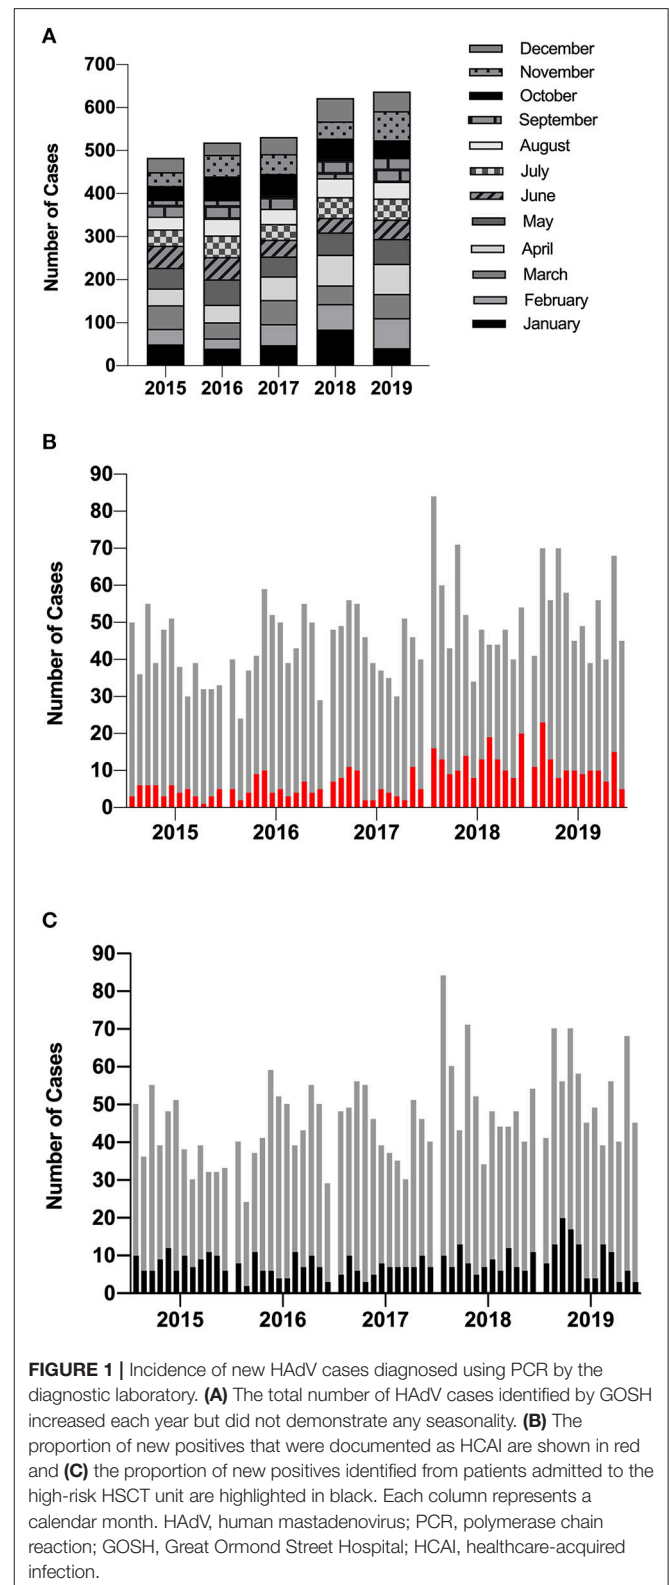 A
December
November
October
September
August
July
June
May
April
March
February
January
700
600
500
400
300
200
100
0
Number of Cases
2015 2016 2017 2018 2019
B
90
80
70
60
50
40
30
20
10
0
Number of Cases
2015 2016 2017 2018 2019
C
90
80
70
60
50
40
30
20
10
0
Number of Cases
2015 2016 2017 2018 2019
FIGURE 1 | Incidence of new HAdV cases diagnosed using PCR by the
diagnostic laboratory. (A) The total number of HAdV cases identified by GOSH
increased each year but did not demonstrate any seasonality. (B) The
proportion of new positives that were documented as HCAI are shown in red
and (C) the proportion of new positives identified from patients admitted to the
high-risk HSCT unit are highlighted in black. Each column represents a
calendar month. HAdV, human mastadenovirus; PCR, polymerase chain
reaction; GOSH, Great Ormond Street Hospital; HCAI, healthcare-acquired
infection.